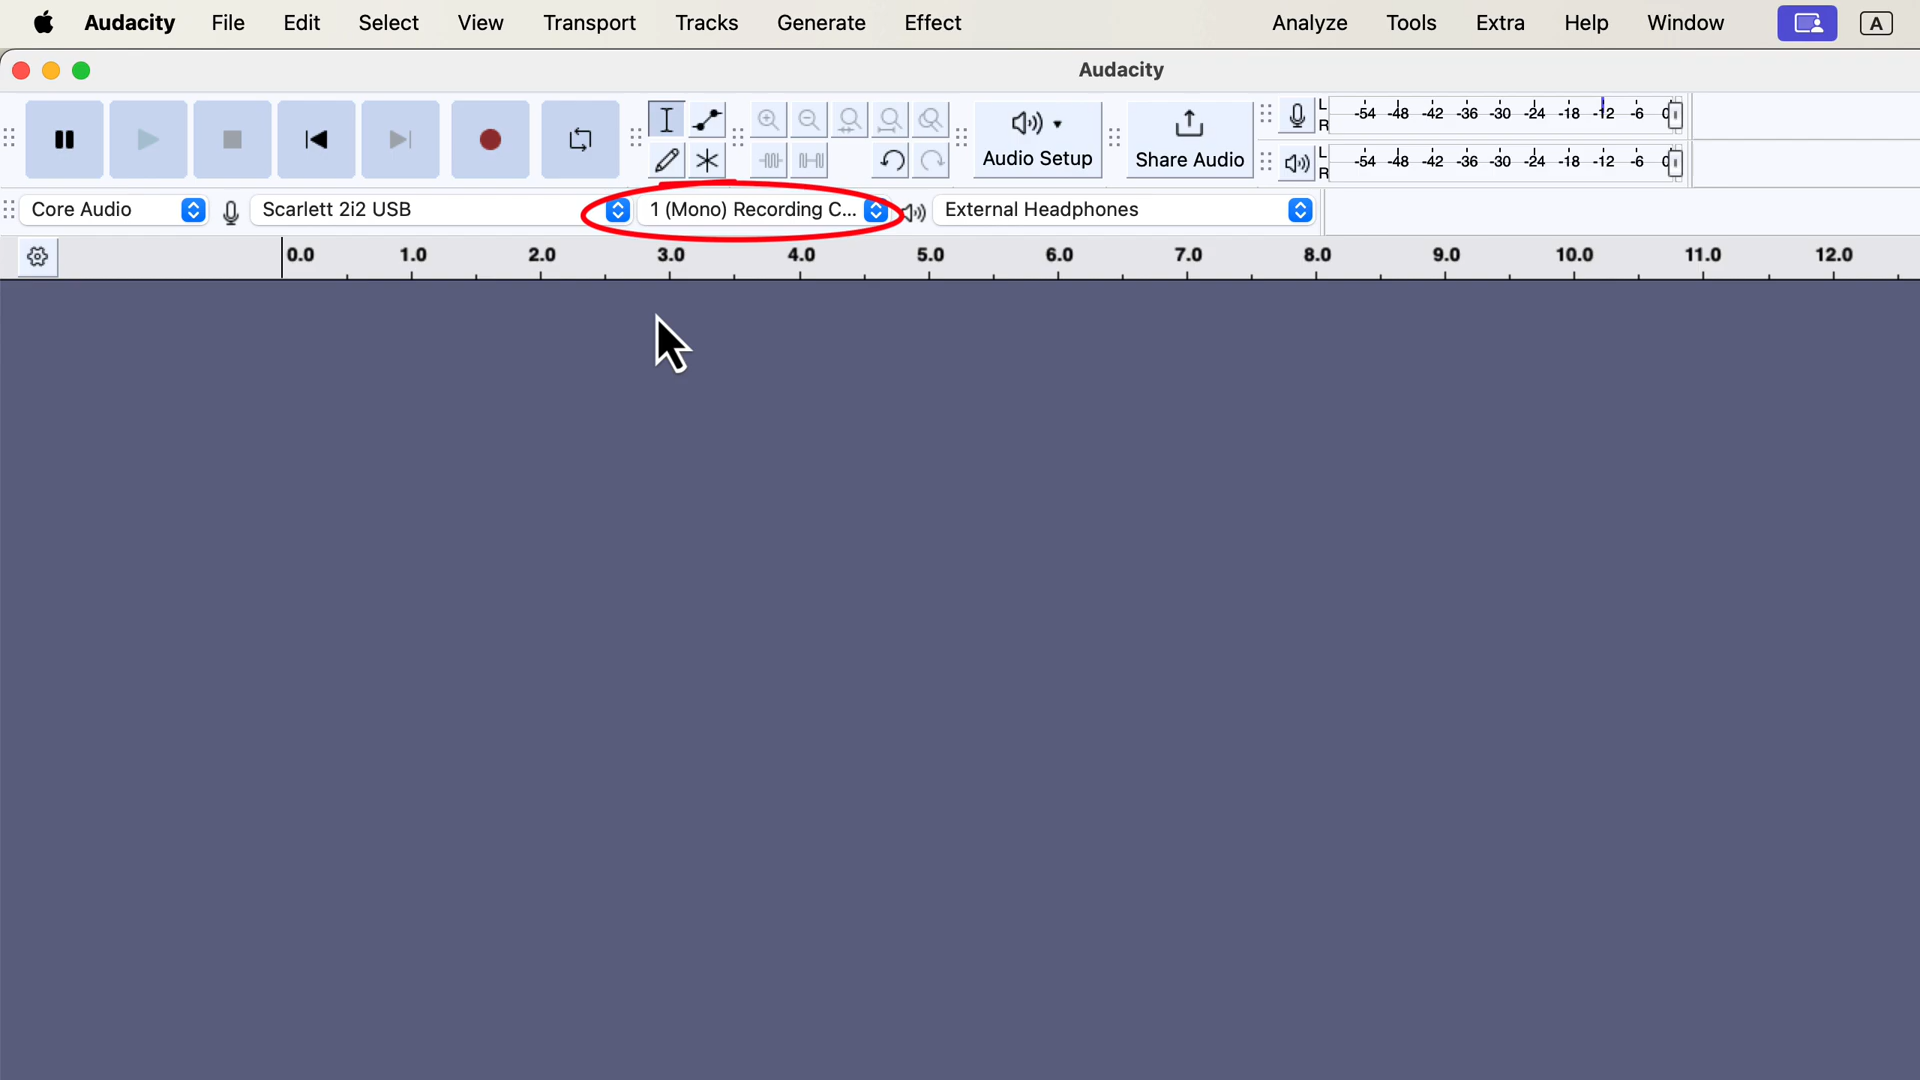 Audacity File Edit Select View Transport Tracks Generate Effect Analyze Tools Extra Help Window A
Audacity
Audio Setup
Share Audio
L
R
-54 -48 -42 -36 -30 -24 -18 -12 -6 0
L
R
-54 -48 -42 -36 -30 -24 -18 -12 -6 0
Core Audio Scarlett 2i2 USB 1 (Mono) Recording C... External Headphones
0.0 1.0 2.0 3.0 4.0 5.0 6.0 7.0 8.0 9.0 10.0 11.0 12.0